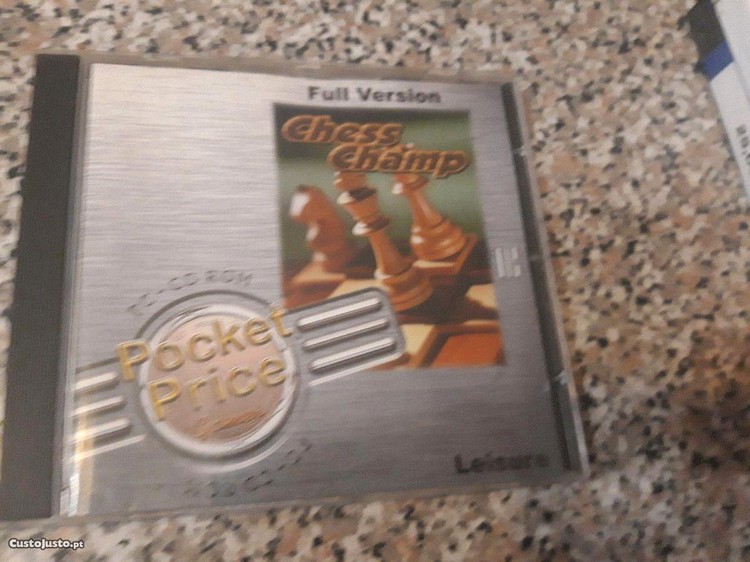 Full Version
Chess
Champ
PC-CD ROM
Pocket
Price
Leisure
CustoJusto.pt